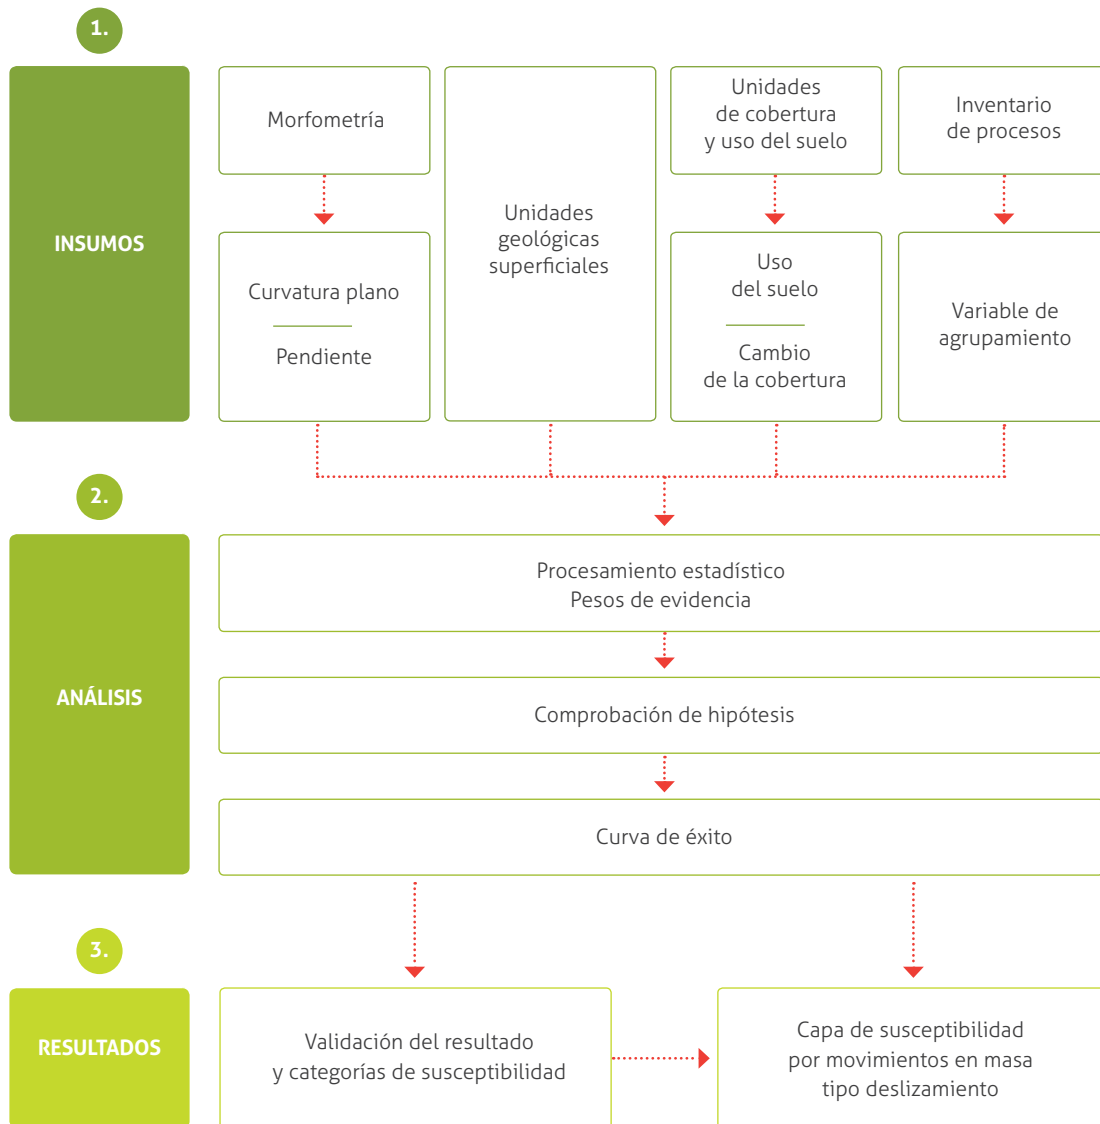 1.
INSUMOS
Morfometría
Curvatura plano
Pendiente
Unidades
geológicas
superficiales
Unidades
de cobertura
y uso del suelo
Uso
del suelo
Cambio
de la cobertura
Inventario
de procesos
Variable de
agrupamiento
2.
ANÁLISIS
Procesamiento estadístico
Pesos de evidencia
Comprobación de hipótesis
Curva de éxito
3.
RESULTADOS
Validación del resultado
y categorías de susceptibilidad
Capa de susceptibilidad
por movimientos en masa
tipo deslizamiento